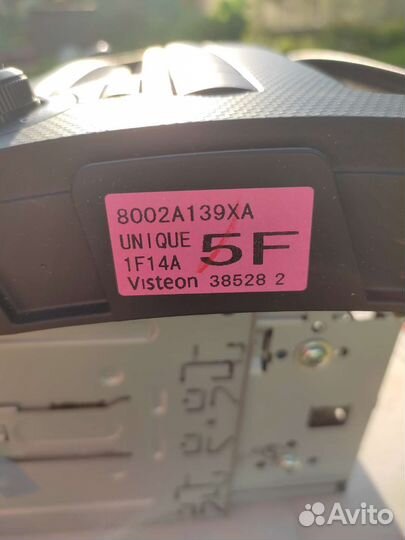 8002A139XA
UNIQUE 5F
1F14A
Visteon 38528 2
Avito